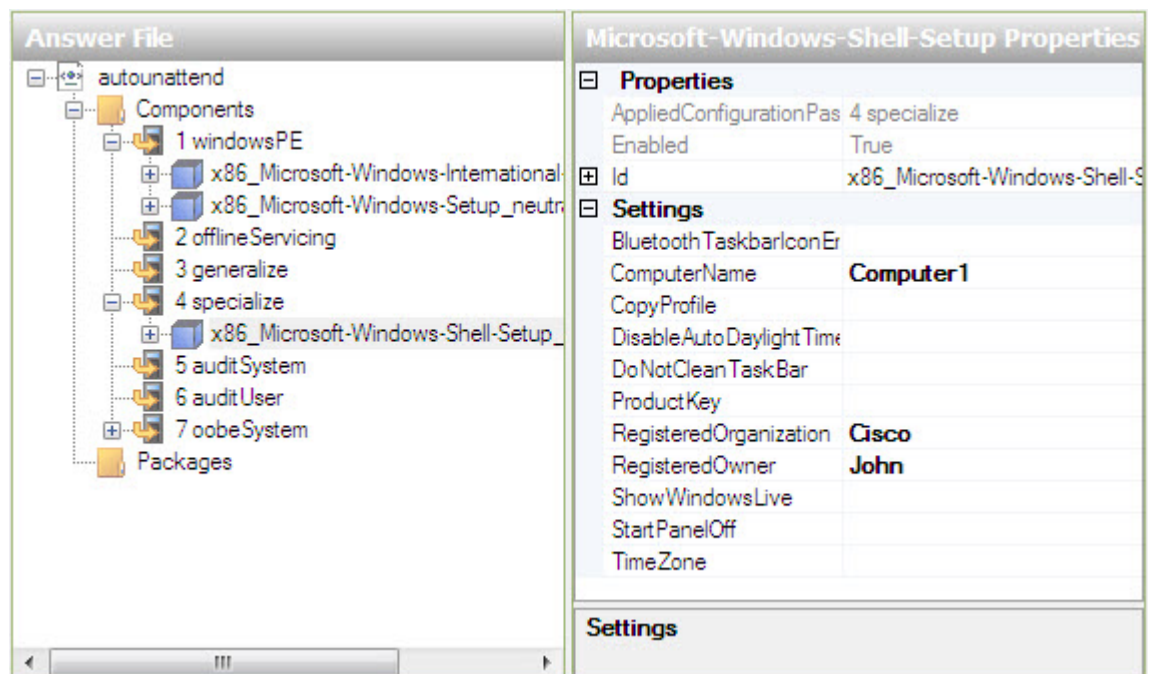 Answer File
autounattend
Components
1 windowsPE
x86_Microsoft-Windows-International-
x86_Microsoft-Windows-Setup_neutra
2 offlineServicing
3 generalize
4 specialize
x86_Microsoft-Windows-Shell-Setup_
5 auditSystem
6 auditUser
7 oobeSystem
Packages
Microsoft-Windows-Shell-Setup Properties
Properties
AppliedConfigurationPas 4 specialize
Enabled True
Id x86_Microsoft-Windows-Shell-S
Settings
BluetoothTaskbarIconEr
ComputerName Computer1
CopyProfile
DisableAutoDaylightTime
DoNotCleanTaskBar
ProductKey
RegisteredOrganization Cisco
RegisteredOwner John
ShowWindowsLive
StartPanelOff
TimeZone
Settings